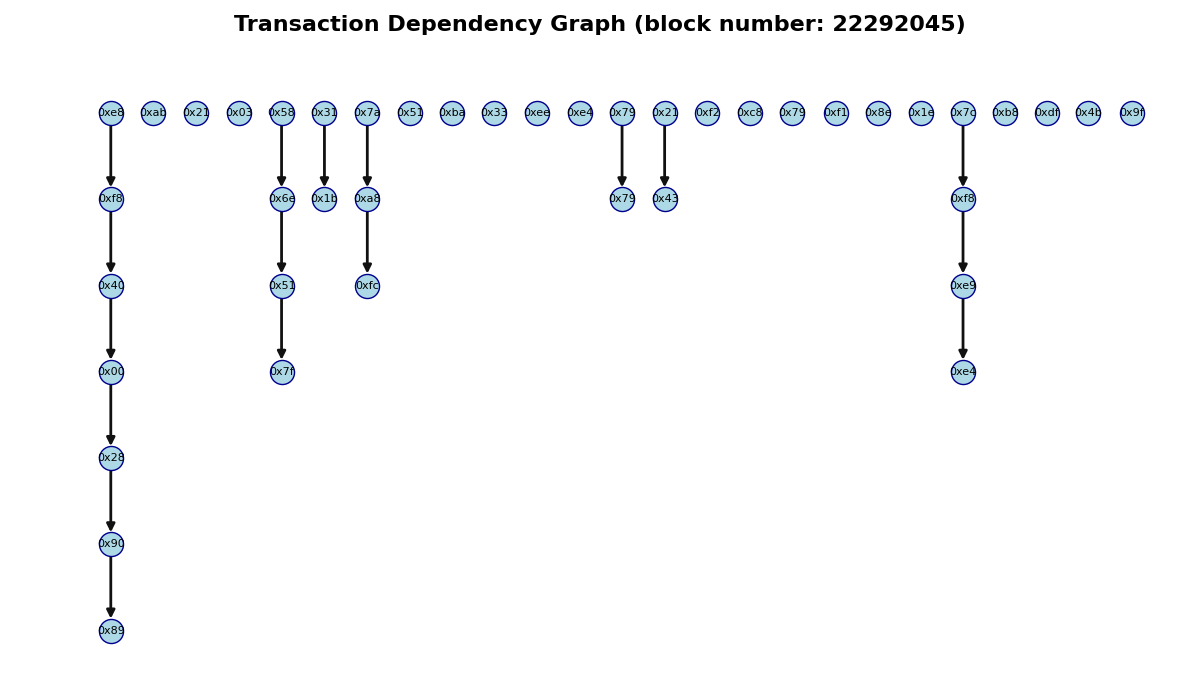 Transaction Dependency Graph (block number: 22292045)
0xe8 0xab 0x21 0x03 0x58 0x31 0x7a 0x51 0xba 0x33 0xee 0xe4 0x79 0x21 0xf2 0xc8 0x79 0xf1 0x8e 0x1e 0x7c 0xb8 0xdf 0x4b 0x9f
0xf8 0x6e 0x1b 0xa8 0x79 0x43 0xf8
0x40 0x51 0xfc 0xe9
0x00 0x7f 0xe4
0x28
0x90
0x89